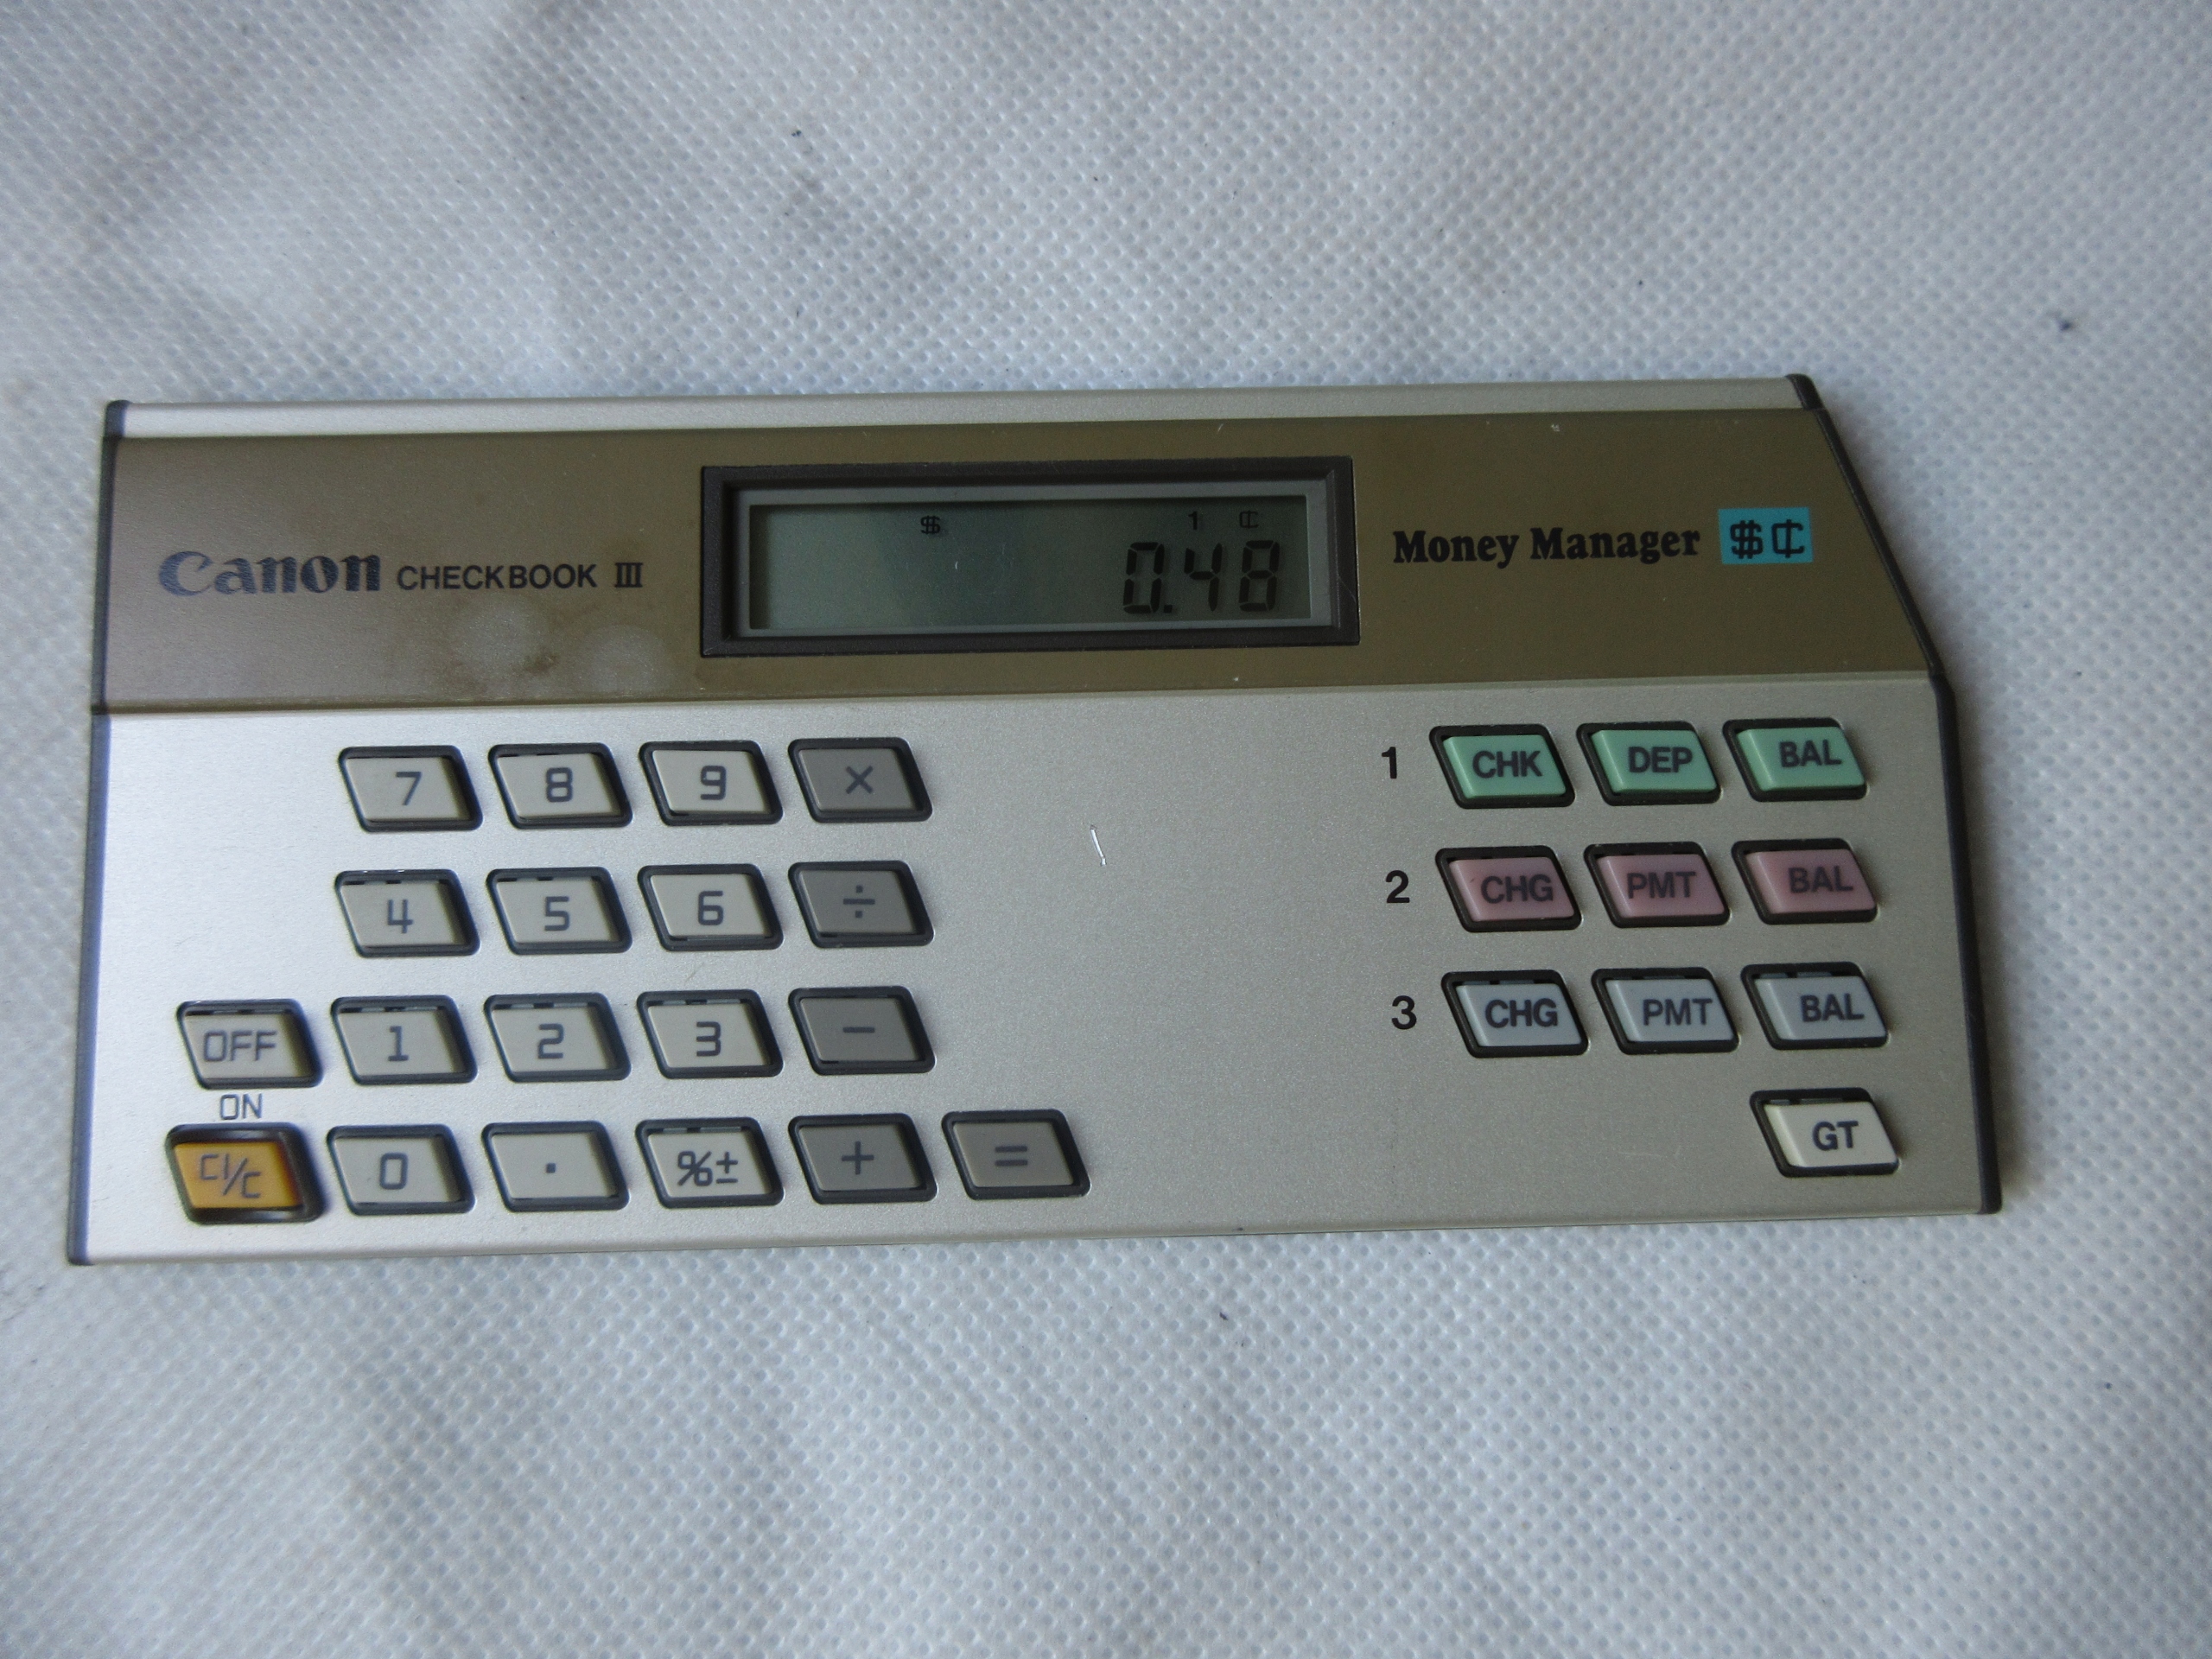 Canon CHECKBOOK III
$ 1 ₵
0.48
Money Manager $ ₵
7 8 9 × 1 CHK DEP BAL
4 5 6 ÷ 2 CHG PMT BAL
OFF 1 2 3 − 3 CHG PMT BAL
ON
CI/C 0 . %± + = GT